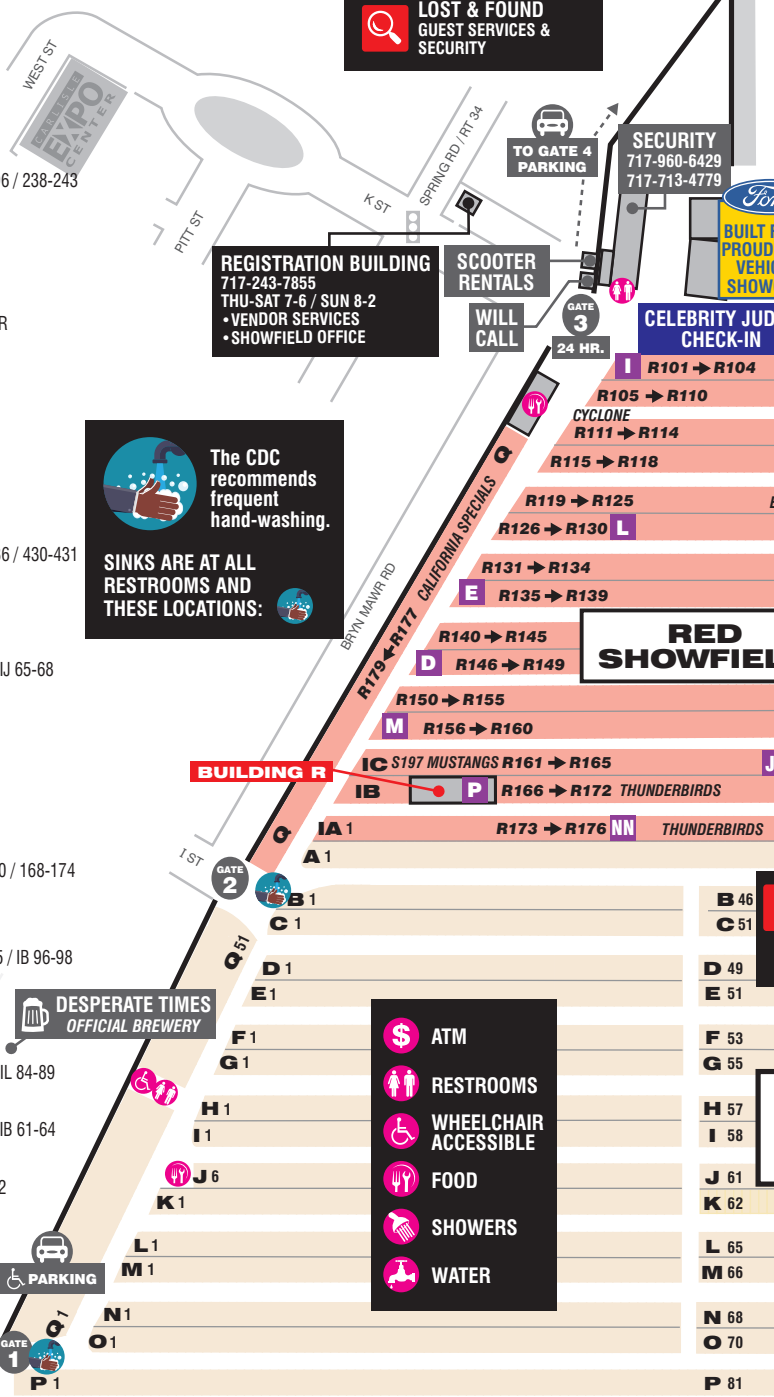 LOST & FOUND
GUEST SERVICES &
SECURITY
WEST ST
CARLISLE
EXPO
CENTER
6 / 238-243
PITT ST
K ST
SPRING RD / RT 34
TO GATE 4
PARKING
SECURITY
717-960-6429
717-713-4779
Ford
BUILT F
PROUD
VEHIC
SHOW
REGISTRATION BUILDING
717-243-7855
THU-SAT 7-6 / SUN 8-2
• VENDOR SERVICES
• SHOWFIELD OFFICE
SCOOTER
RENTALS
WILL
CALL
GATE
3
24 HR.
CELEBRITY JUD
CHECK-IN
R
I R101 → R104
R105 → R110
CYCLONE
R111 → R114
R115 → R118
Q
CALIFORNIA SPECIALS
R179 ← R177
BRYN MAWR RD
The CDC
recommends
frequent
hand-washing.
SINKS ARE AT ALL
RESTROOMS AND
THESE LOCATIONS:
R119 → R125
R126 → R130 L
6 / 430-431
R131 → R134
E R135 → R139
R140 → R145
D R146 → R149
RED
SHOWFIEL
IJ 65-68
R150 → R155
M R156 → R160
IC S197 MUSTANGS R161 → R165 J
BUILDING R
IB P R166 → R172 THUNDERBIRDS
Q IA 1 R173 → R176 NN THUNDERBIRDS
A 1
I ST
GATE
2
0 / 168-174
B 1 B 46
C 1 C 51
Q 51
/ IB 96-98
D 1 D 49
E 1 E 51
DESPERATE TIMES
OFFICIAL BREWERY
F 1 F 53
G 1 G 55
IL 84-89
H 1 H 57
I 1 I 58
IB 61-64
J 6 J 61
K 1 K 62
2
$ ATM
RESTROOMS
WHEELCHAIR
ACCESSIBLE
FOOD
SHOWERS
WATER
L 1 L 65
M 1 M 66
PARKING
N 1 N 68
O 1 O 70
Q 1
GATE
1
P 1 P 81